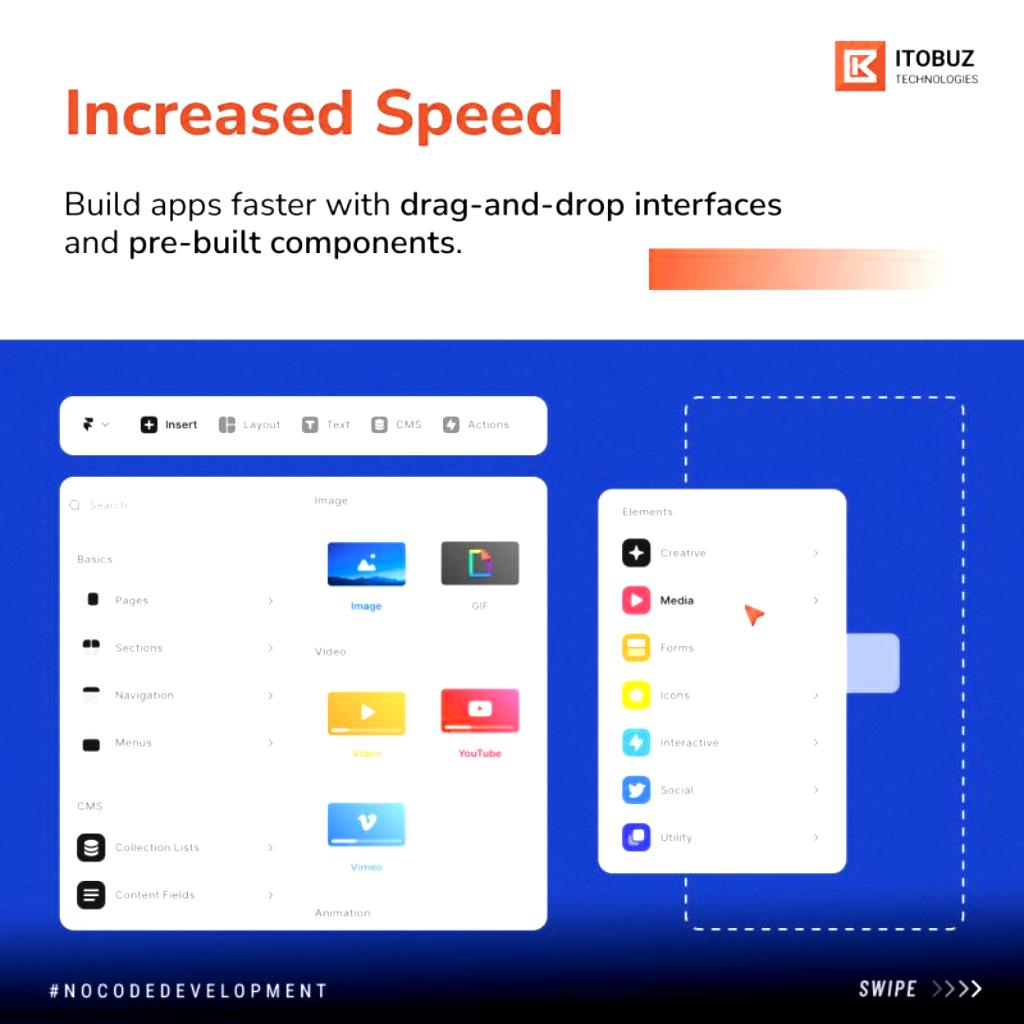 ITOBUZ
TECHNOLOGIES
Increased Speed
Build apps faster with drag-and-drop interfaces
and pre-built components.
Insert Layout Text CMS Actions
Search
Basics
Pages
Sections
Navigation
Menus
CMS
Collection Lists
Content Fields
Image
Image GIF
Video
Video YouTube
Vimeo
Animation
Elements
Creative
Media
Forms
Icons
Interactive
Social
Utility
#NOCODEDEVELOPMENT
SWIPE